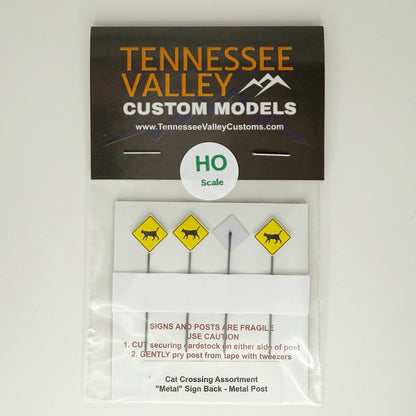 TENNESSEE
VALLEY
CUSTOM MODELS
www.TennesseeValleyCustoms.com
HO
Scale
SIGNS AND POSTS ARE FRAGILE
USE CAUTION
1. CUT securing cardstock on either side of post
2. GENTLY pry post from tape with tweezers
Cat Crossing Assortment
"Metal" Sign Back - Metal Post